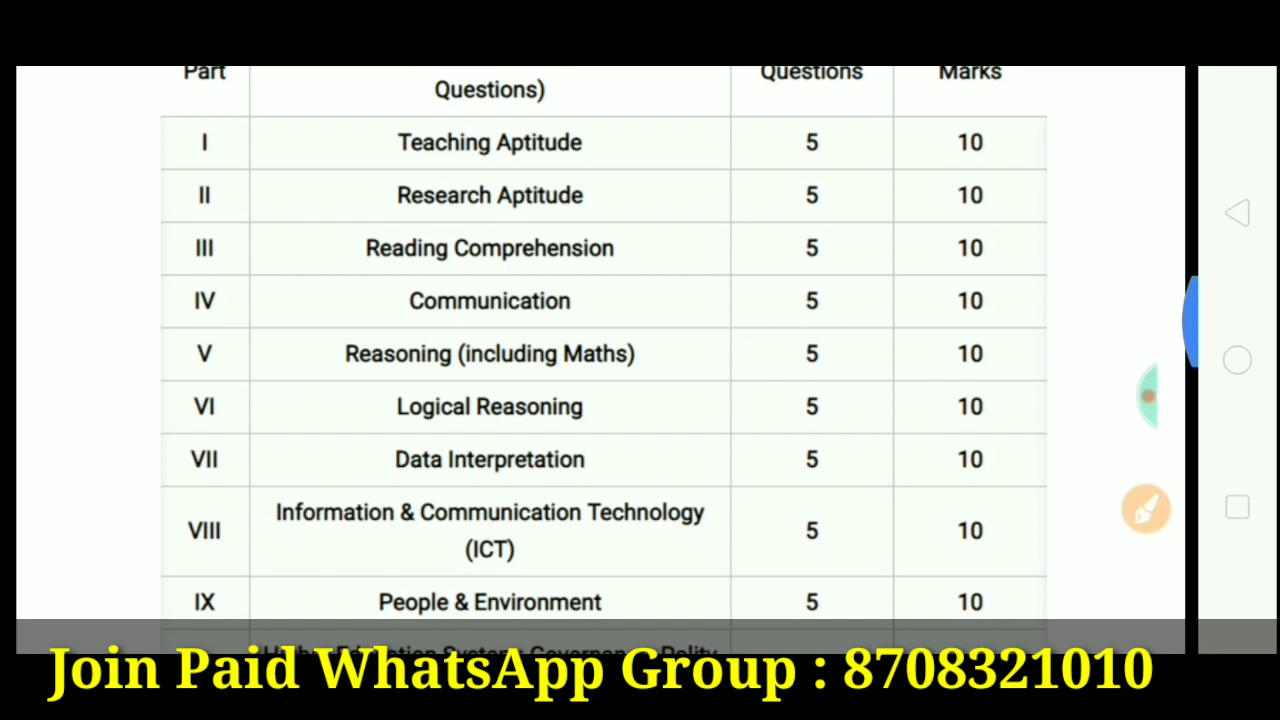 Part Questions) Questions Marks
I Teaching Aptitude 5 10
II Research Aptitude 5 10
III Reading Comprehension 5 10
IV Communication 5 10
V Reasoning (including Maths) 5 10
VI Logical Reasoning 5 10
VII Data Interpretation 5 10
VIII Information & Communication Technology
(ICT) 5 10
IX People & Environment 5 10
Join Paid WhatsApp Group : 8708321010